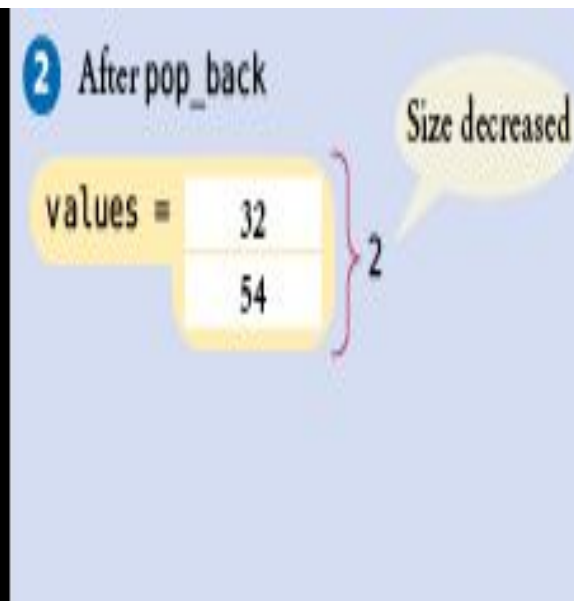 2 After pop_back
Size decreased
values = 32
54
2